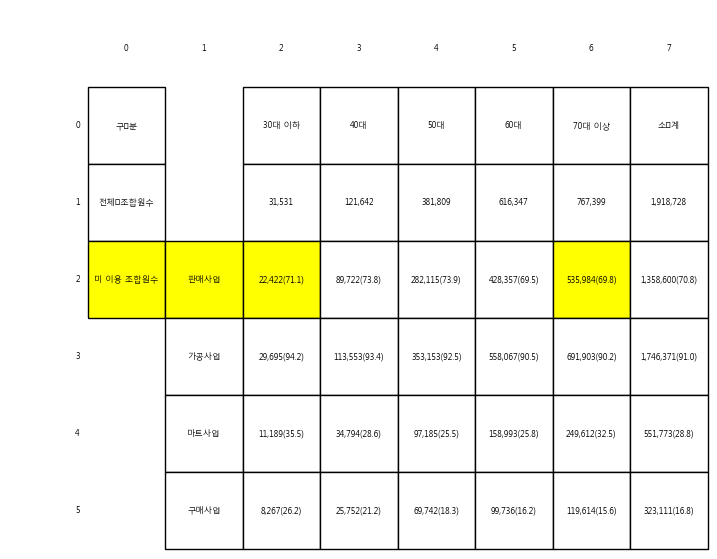 0 1 2 3 4 5 6 7
0 구▯분 30대 이하 40대 50대 60대 70대 이상 소▯계
1 전체▯조합원수 31,531 121,642 381,809 616,347 767,399 1,918,728
2 미 이용 조합원수 판매사업 22,422(71.1) 89,722(73.8) 282,115(73.9) 428,357(69.5) 535,984(69.8) 1,358,600(70.8)
3 가공사업 29,695(94.2) 113,553(93.4) 353,153(92.5) 558,067(90.5) 691,903(90.2) 1,746,371(91.0)
4 마트사업 11,189(35.5) 34,794(28.6) 97,185(25.5) 158,993(25.8) 249,612(32.5) 551,773(28.8)
5 구매사업 8,267(26.2) 25,752(21.2) 69,742(18.3) 99,736(16.2) 119,614(15.6) 323,111(16.8)